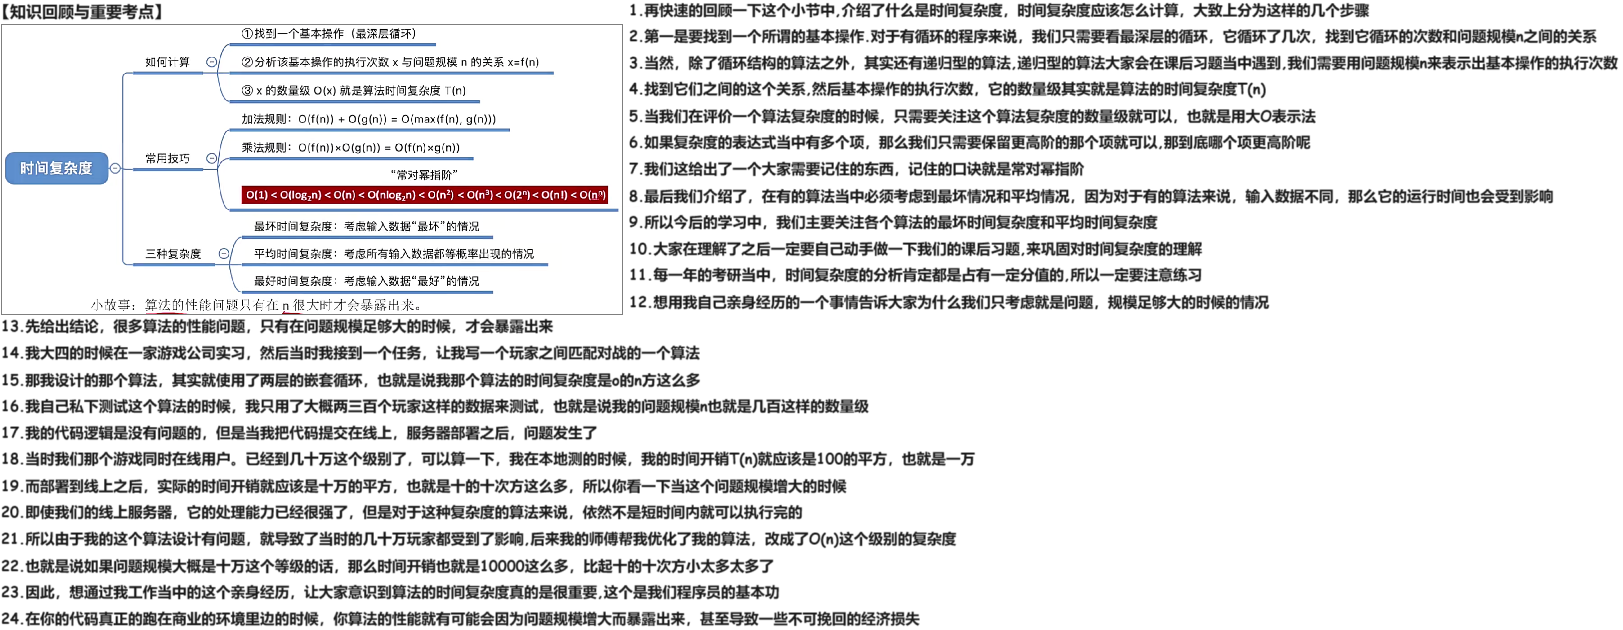 【知识回顾与重要考点】
时间复杂度
如何计算
①找到一个基本操作（最深层循环）
②分析该基本操作的执行次数 x 与问题规模 n 的关系 x=f(n)
③ x 的数量级 O(x) 就是算法时间复杂度 T(n)
常用技巧
加法规则：O(f(n)) + O(g(n)) = O(max(f(n), g(n)))
乘法规则：O(f(n))×O(g(n)) = O(f(n)×g(n))
“常对幂指阶”
O(1) < O(log₂n) < O(n) < O(nlog₂n) < O(n²) < O(n³) < O(2ⁿ) < O(n!) < O(nⁿ)
三种复杂度
最坏时间复杂度：考虑输入数据“最坏”的情况
平均时间复杂度：考虑所有输入数据都等概率出现的情况
最好时间复杂度：考虑输入数据“最好”的情况
小故事：算法的性能问题只有在 n 很大时才会暴露出来。
1.再快速的回顾一下这个小节中,介绍了什么是时间复杂度，时间复杂度应该怎么计算，大致上分为这样的几个步骤
2.第一是要找到一个所谓的基本操作.对于有循环的程序来说，我们只需要看最深层的循环，它循环了几次，找到它循环的次数和问题规模n之间的关系
3.当然，除了循环结构的算法之外，其实还有递归型的算法,递归型的算法大家会在课后习题当中遇到,我们需要用问题规模n来表示出基本操作的执行次数
4.找到它们之间的这个关系,然后基本操作的执行次数，它的数量级其实就是算法的时间复杂度T(n)
5.当我们在评价一个算法复杂度的时候，只需要关注这个算法复杂度的数量级就可以，也就是用大O表示法
6.如果复杂度的表达式当中有多个项，那么我们只需要保留更高阶的那个项就可以,那到底哪个项更高阶呢
7.我们这给出了一个大家需要记住的东西，记住的口诀就是常对幂指阶
8.最后我们介绍了，在有的算法当中必须考虑到最坏情况和平均情况，因为对于有的算法来说，输入数据不同，那么它的运行时间也会受到影响
9.所以今后的学习中，我们主要关注各个算法的最坏时间复杂度和平均时间复杂度
10.大家在理解了之后一定要自己动手做一下我们的课后习题,来巩固对时间复杂度的理解
11.每一年的考研当中，时间复杂度的分析肯定都是占有一定分值的,所以一定要注意练习
12.想用我自己亲身经历的一个事情告诉大家为什么我们只考虑就是问题，规模足够大的时候的情况
13.先给出结论，很多算法的性能问题，只有在问题规模足够大的时候，才会暴露出来
14.我大四的时候在一家游戏公司实习，然后当时我接到一个任务，让我写一个玩家之间匹配对战的一个算法
15.那我设计的那个算法，其实就使用了两层的嵌套循环，也就是说我那个算法的时间复杂度是o的n方这么多
16.我自己私下测试这个算法的时候，我只用了大概两三百个玩家这样的数据来测试，也就是说我的问题规模n也就是几百这样的数量级
17.我的代码逻辑是没有问题的，但是当我把代码提交在线上，服务器部署之后，问题发生了
18.当时我们那个游戏同时在线用户。已经到几十万这个级别了，可以算一下，我在本地测的时候，我的时间开销T(n)就应该是100的平方，也就是一万
19.而部署到线上之后，实际的时间开销就应该是十万的平方，也就是十的十次方这么多，所以你看一下当这个问题规模增大的时候
20.即使我们的线上服务器，它的处理能力已经很强了，但是对于这种复杂度的算法来说，依然不是短时间内就可以执行完的
21.所以由于我的这个算法设计有问题，就导致了当时的几十万玩家都受到了影响,后来我的师傅帮我优化了我的算法，改成了O(n)这个级别的复杂度
22.也就是说如果问题规模大概是十万这个等级的话，那么时间开销也就是10000这么多，比起十的十次方小太多太多了
23.因此，想通过我工作当中的这个亲身经历，让大家意识到算法的时间复杂度真的是很重要,这个是我们程序员的基本功
24.在你的代码真正的跑在商业的环境里边的时候，你算法的性能就有可能会因为问题规模增大而暴露出来，甚至导致一些不可挽回的经济损失